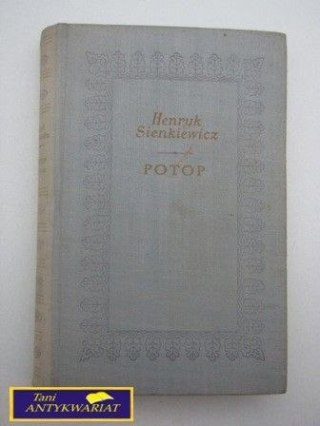 Henryk
Sienkiewicz
POTOP
Tani
ANTYKWARIAT